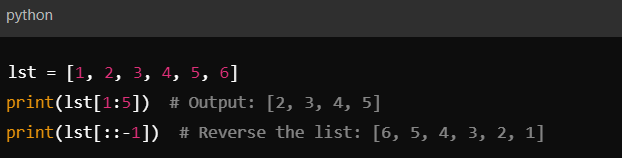 python
lst = [1, 2, 3, 4, 5, 6]
print(lst[1:5])  # Output: [2, 3, 4, 5]
print(lst[::-1])  # Reverse the list: [6, 5, 4, 3, 2, 1]